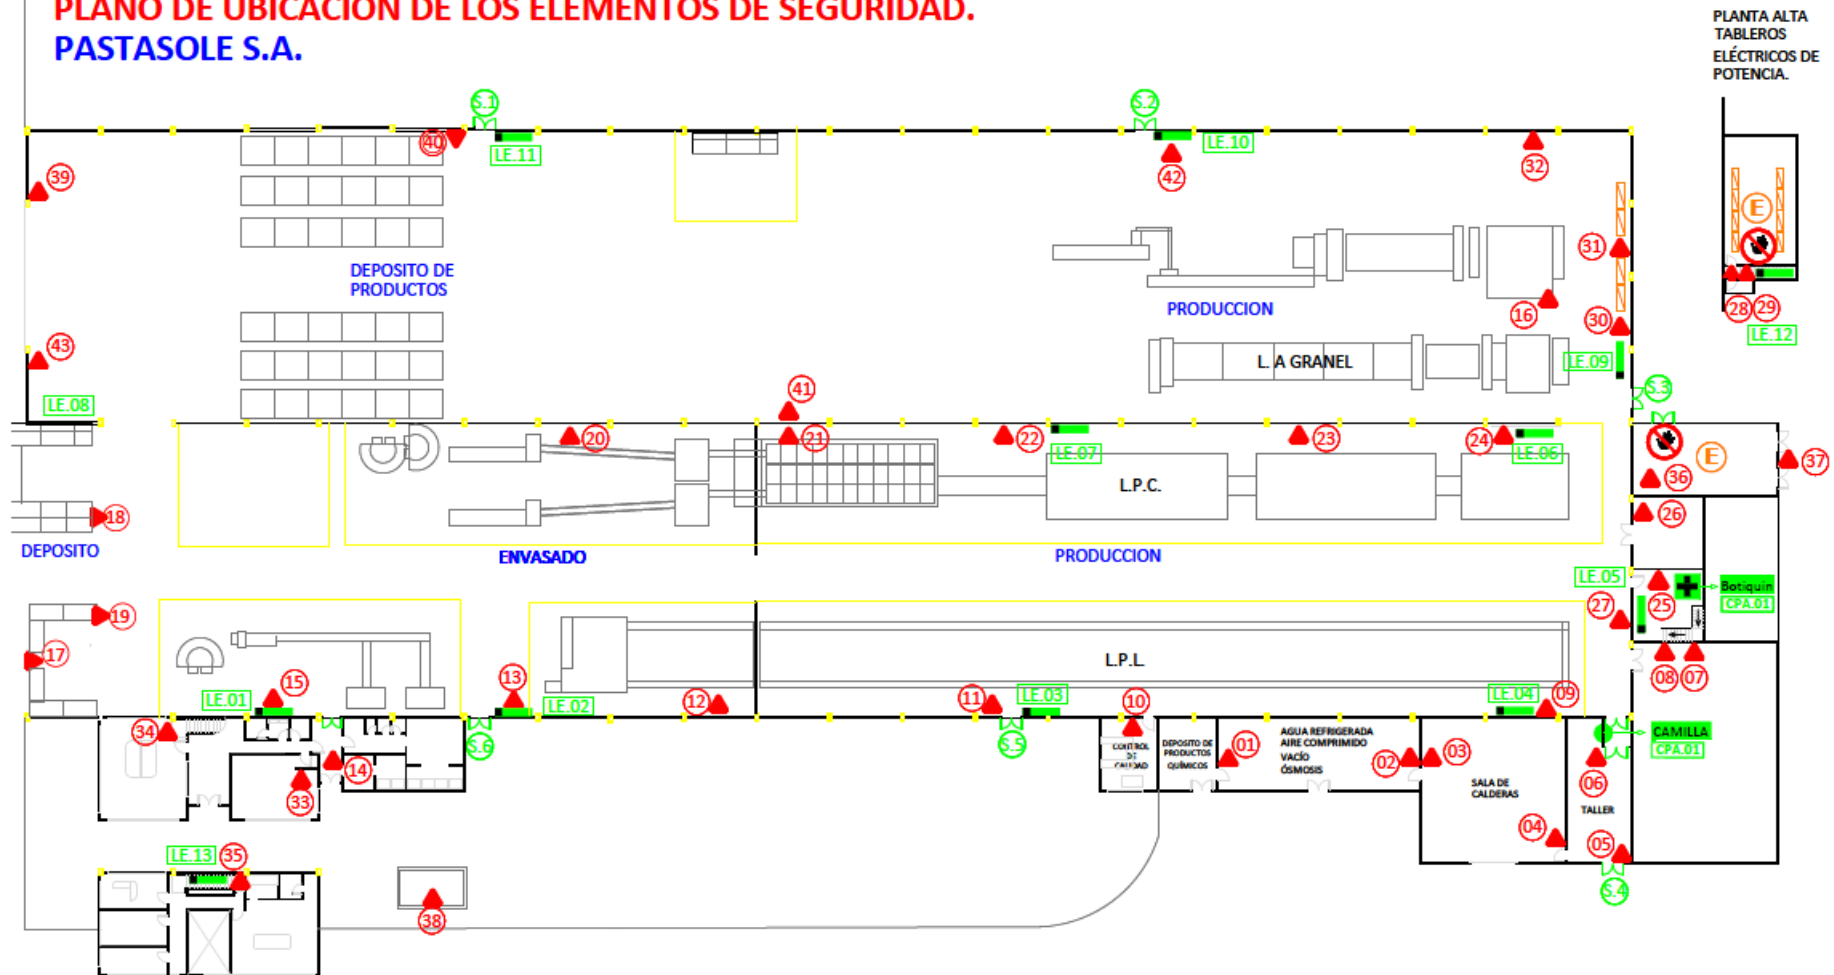 PLANO DE UBICACIÓN DE LOS ELEMENTOS DE SEGURIDAD.
PASTASOLE S.A.
PLANTA ALTA
TABLEROS
ELÉCTRICOS DE
POTENCIA.
S.1
S.2
40
LE.11
LE.10
42
32
39
E
31
DEPOSITO DE
PRODUCTOS
PRODUCCION
16
30
28
29
LE.12
43
L. A GRANEL
LE.09
S.3
41
LE.08
20
21
22
LE.07
23
24
LE.06
E
37
36
L.P.C.
18
26
DEPOSITO
ENVASADO
PRODUCCION
LE.05
25
Botiquin
CPA.01
27
19
17
L.P.L.
08
07
15
LE.01
13
LE.02
12
11
LE.03
LE.04
09
10
34
S.6
S.5
CAMILLA
CPA.01
14
33
CONTROL
DE
CALIDAD
DEPOSITO DE
PRODUCTOS
QUÍMICOS
01
AGUA REFRIGERADA
AIRE COMPRIMIDO
VACÍO
ÓSMOSIS
02
03
SALA DE
CALDERAS
06
TALLER
04
05
S.4
LE.13
35
38